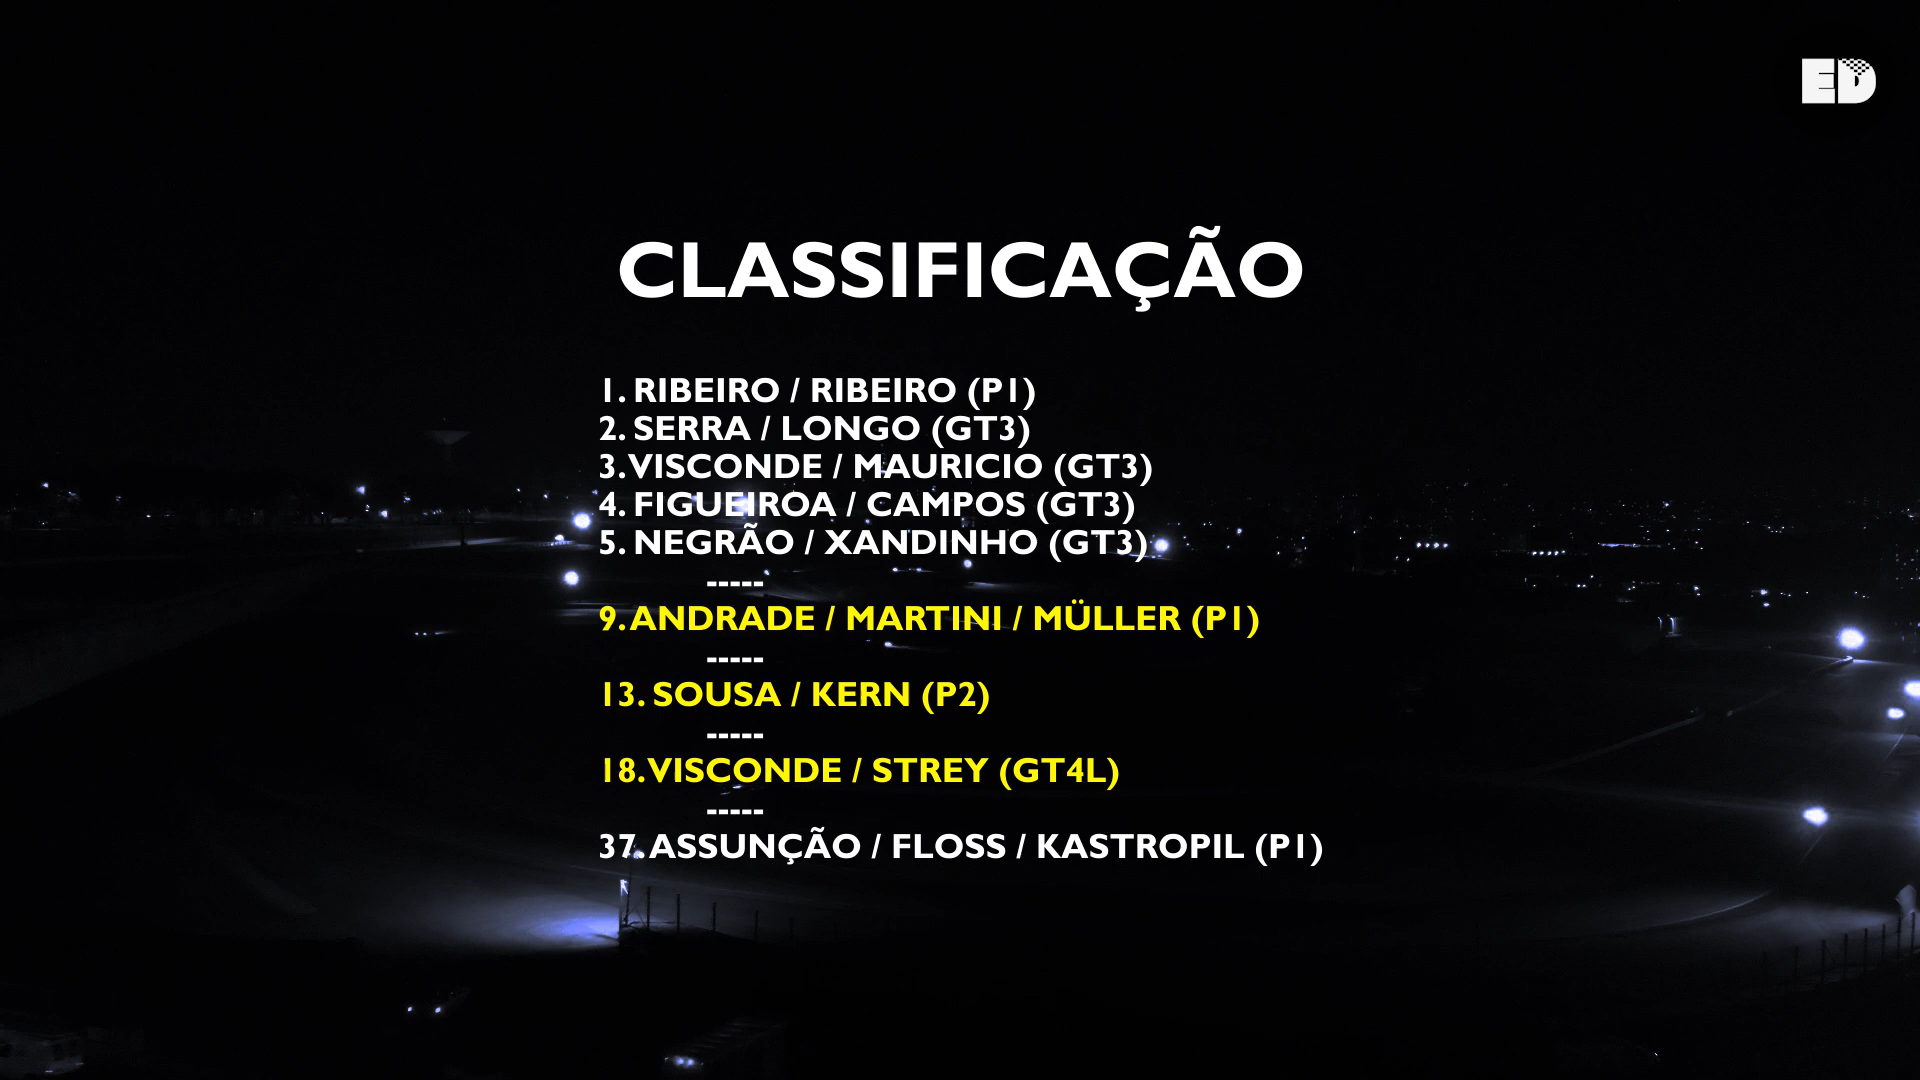 ED
CLASSIFICAÇÃO
1. RIBEIRO / RIBEIRO (P1)
2. SERRA / LONGO (GT3)
3. VISCONDE / MAURICIO (GT3)
4. FIGUEIROA / CAMPOS (GT3)
5. NEGRÃO / XANDINHO (GT3)
-----
9. ANDRADE / MARTINI / MÜLLER (P1)
-----
13. SOUSA / KERN (P2)
-----
18. VISCONDE / STREY (GT4L)
-----
37. ASSUNÇÃO / FLOSS / KASTROPIL (P1)